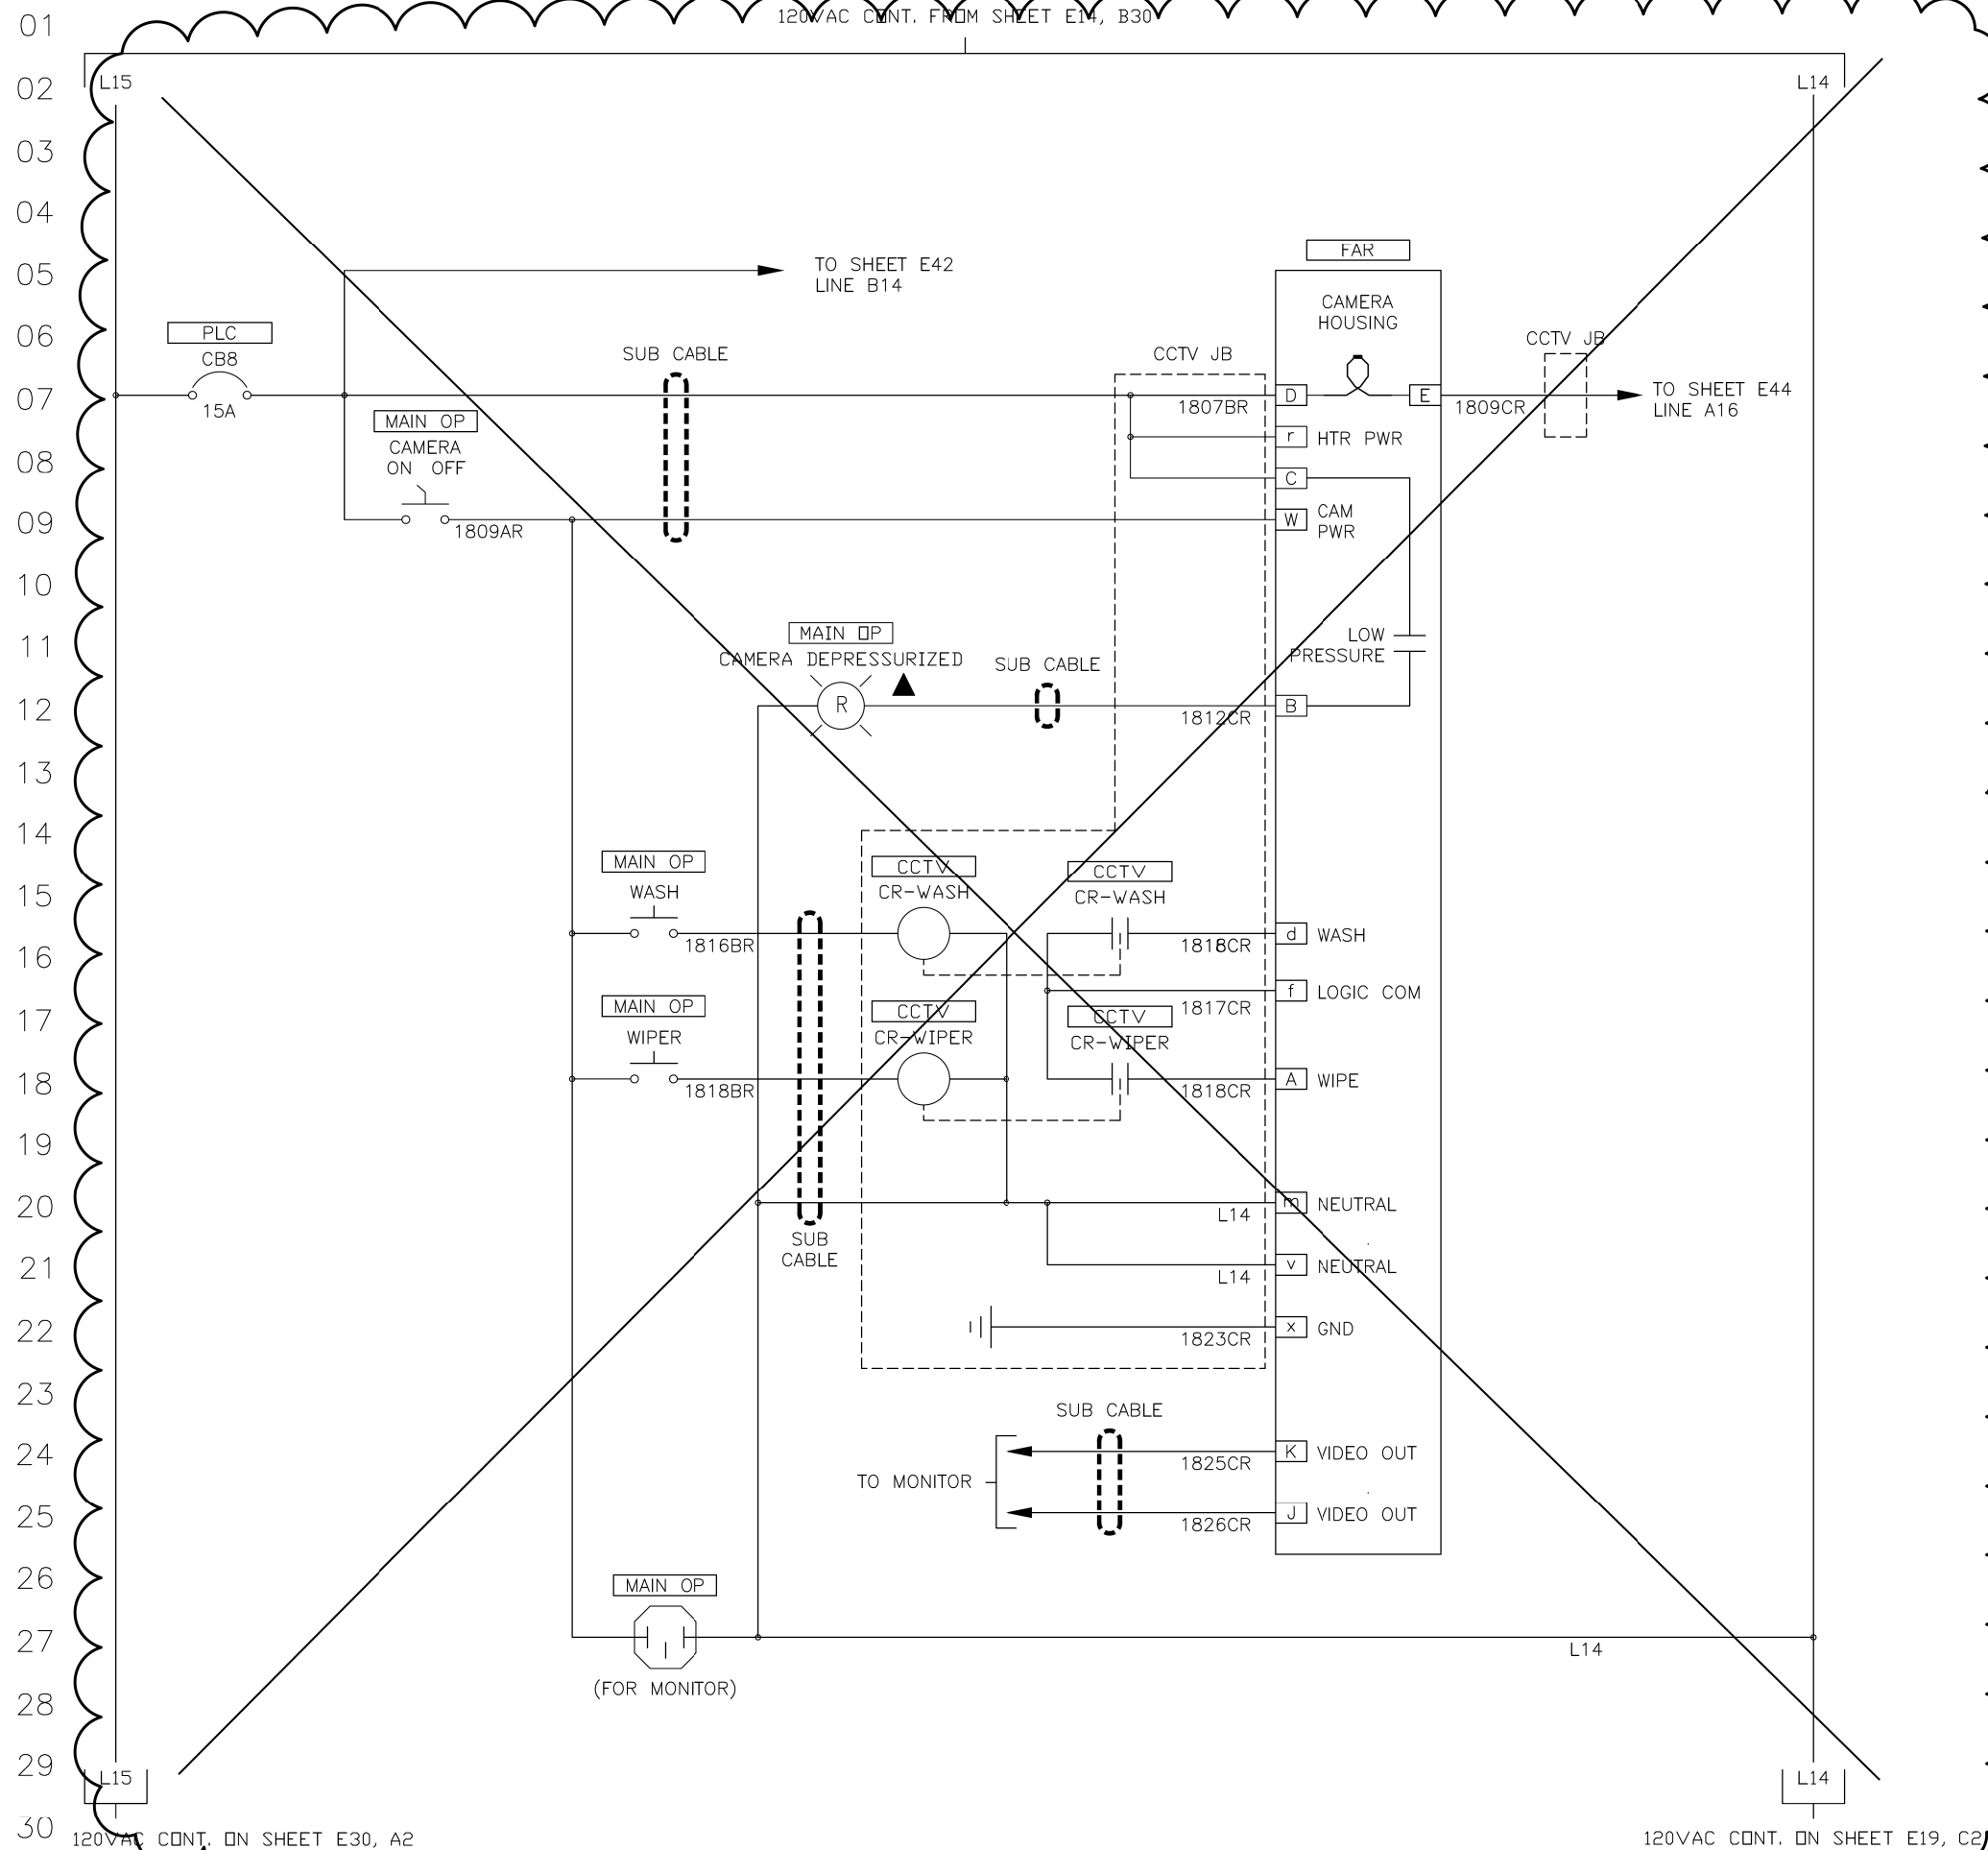 120VAC CONT. FROM SHEET E14, B30
01
02
L15
L14
03
04
05
TO SHEET E42
LINE B14
FAR
CAMERA
HOUSING
06
PLC
CB8
15A
SUB CABLE
CCTV JB
CCTV JB
07
1807BR
D
E
1809CR
TO SHEET E44
LINE A16
MAIN OP
CAMERA
ON OFF
r
HTR PWR
08
C
09
1809AR
W
CAM
PWR
10
11
MAIN OP
CAMERA DEPRESSURIZED
SUB CABLE
LOW
PRESSURE
12
R
1812CR
B
13
14
MAIN OP
WASH
CCTV
CR-WASH
CCTV
CR-WASH
15
1816BR
1818CR
d
WASH
16
MAIN OP
WIPER
CCTV
CR-WIPER
1817CR
f
LOGIC COM
CCTV
CR-WIPER
17
18
1818BR
1818CR
A
WIPE
19
20
L14
m
NEUTRAL
SUB
CABLE
21
L14
v
NEUTRAL
22
1823CR
x
GND
23
SUB CABLE
24
1825CR
K
VIDEO OUT
TO MONITOR
25
1826CR
J
VIDEO OUT
26
MAIN OP
27
L14
(FOR MONITOR)
28
29
L15
L14
30
120VAC CONT. ON SHEET E30, A2
120VAC CONT. ON SHEET E19, C2